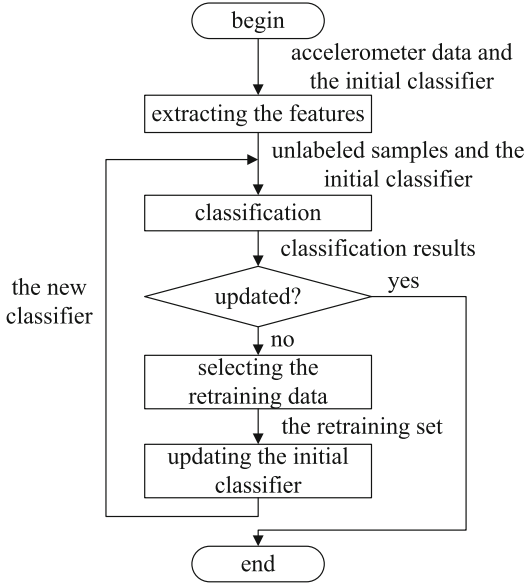 begin
accelerometer data and
the initial classifier
extracting the features
unlabeled samples and the
initial classifier
classification
classification results
the new
classifier
updated?
yes
no
selecting the
retraining data
the retraining set
updating the initial
classifier
end